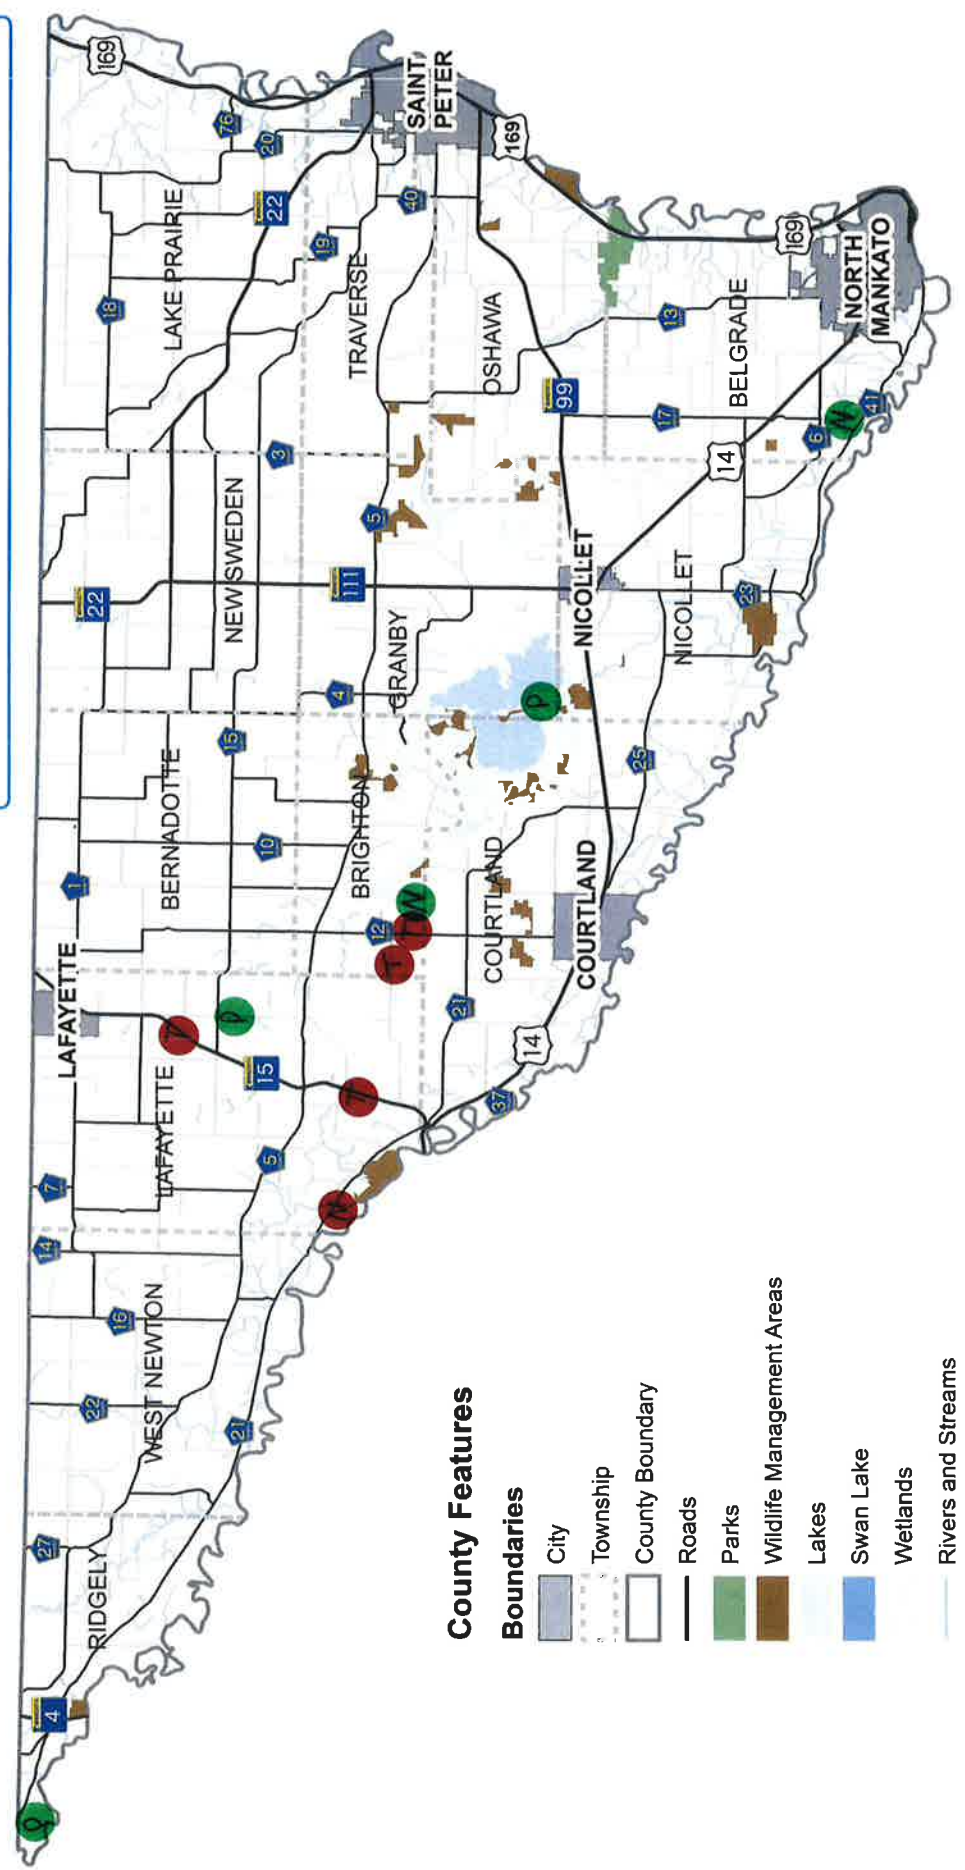 169
76
20
22
18
LAKE PRAIRIE
19
40
SAINT
PETER
169
TRAVERSE
OSHAWA
169
13
BELGRADE
NORTH
MANKATO
99
17
41
N
6
14
3
5
22
NEW SWEDEN
111
NICOLLET
NICOLLET
23
4
GRANBY
P
15
BERNADOTTE
10
BRIGHTON
25
1
12
W
T
T
COURTLAND
COURTLAND
LAFAYETTE
P
15
21
14
37
LAFAYETTE
5
7
14
N
16
WEST NEWTON
22
21
27
RIDGELY
4
County Features
Boundaries
City
Township
County Boundary
Roads
Parks
Wildlife Management Areas
Lakes
Swan Lake
Wetlands
Rivers and Streams